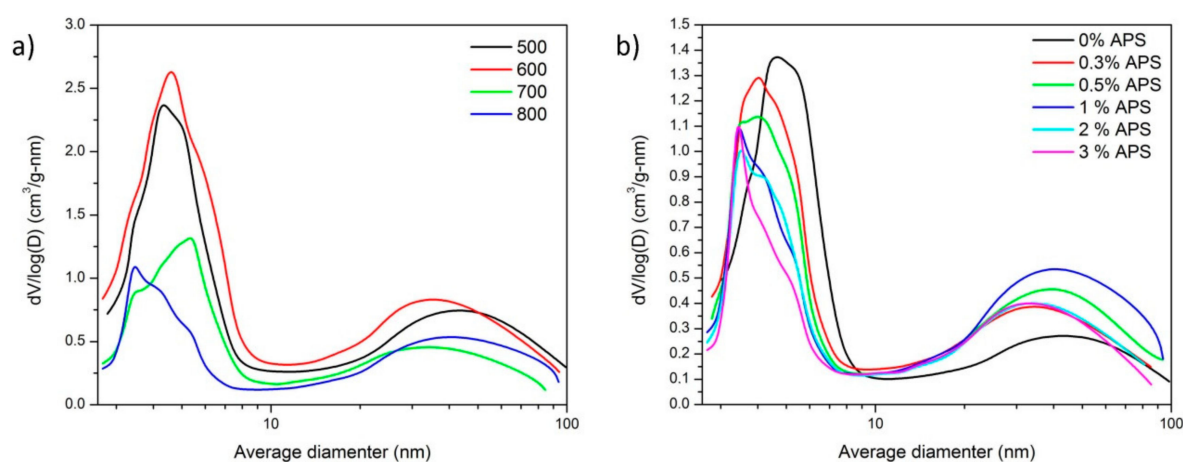 a)
3.0
2.5
2.0
1.5
1.0
0.5
0.0
dV/log(D) (cm³/g-nm)
500
600
700
800
10
100
Average diamenter (nm)
b)
1.5
1.4
1.3
1.2
1.1
1.0
0.9
0.8
0.7
0.6
0.5
0.4
0.3
0.2
0.1
0.0
dV/log(D) (cm³/g-nm)
0% APS
0.3% APS
0.5% APS
1 % APS
2 % APS
3 % APS
10
100
Average diamenter (nm)